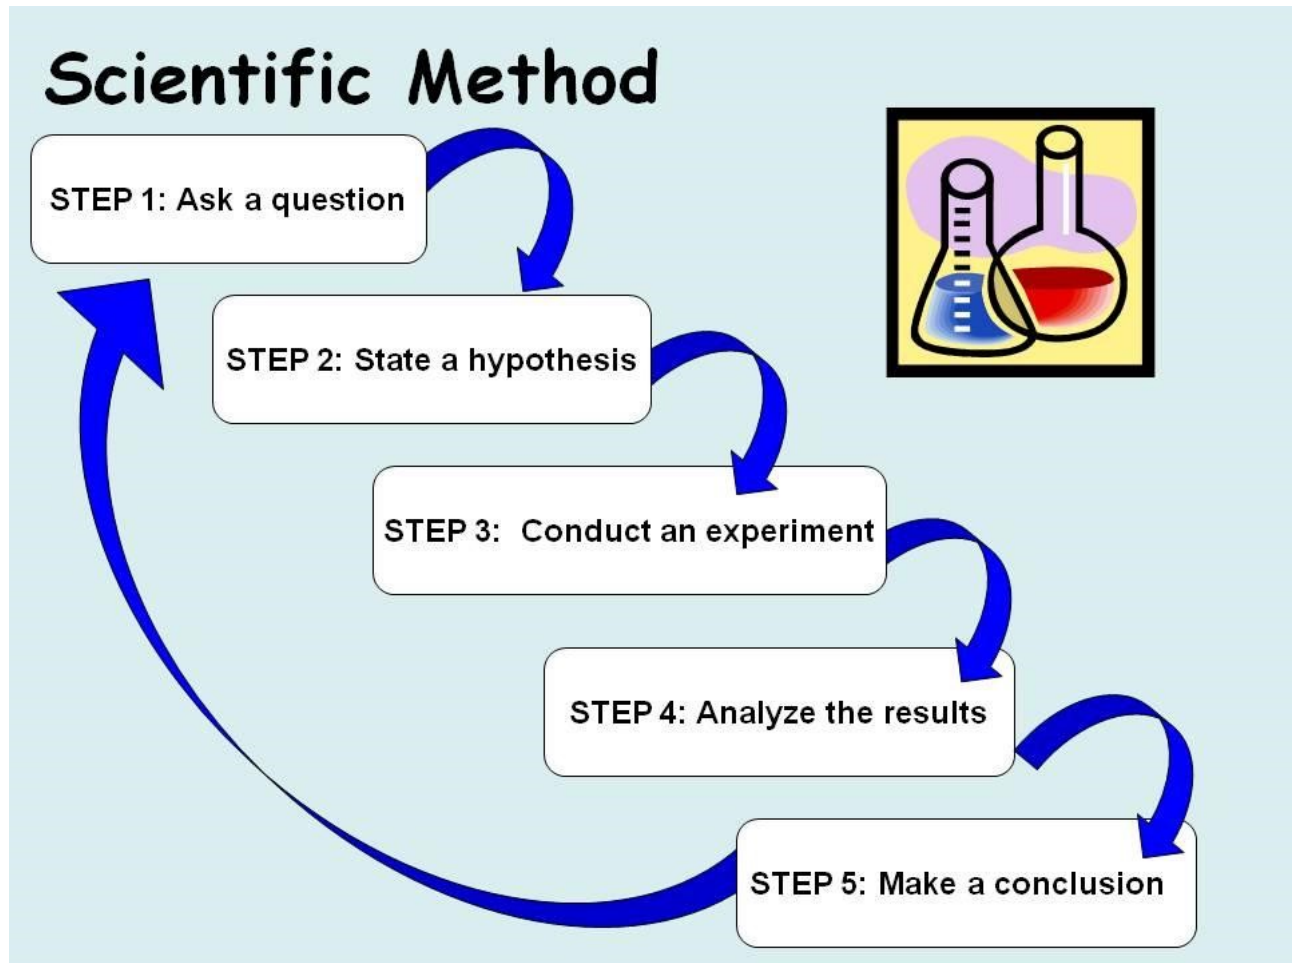 Scientific Method
STEP 1: Ask a question
STEP 2: State a hypothesis
STEP 3:  Conduct an experiment
STEP 4: Analyze the results
STEP 5: Make a conclusion